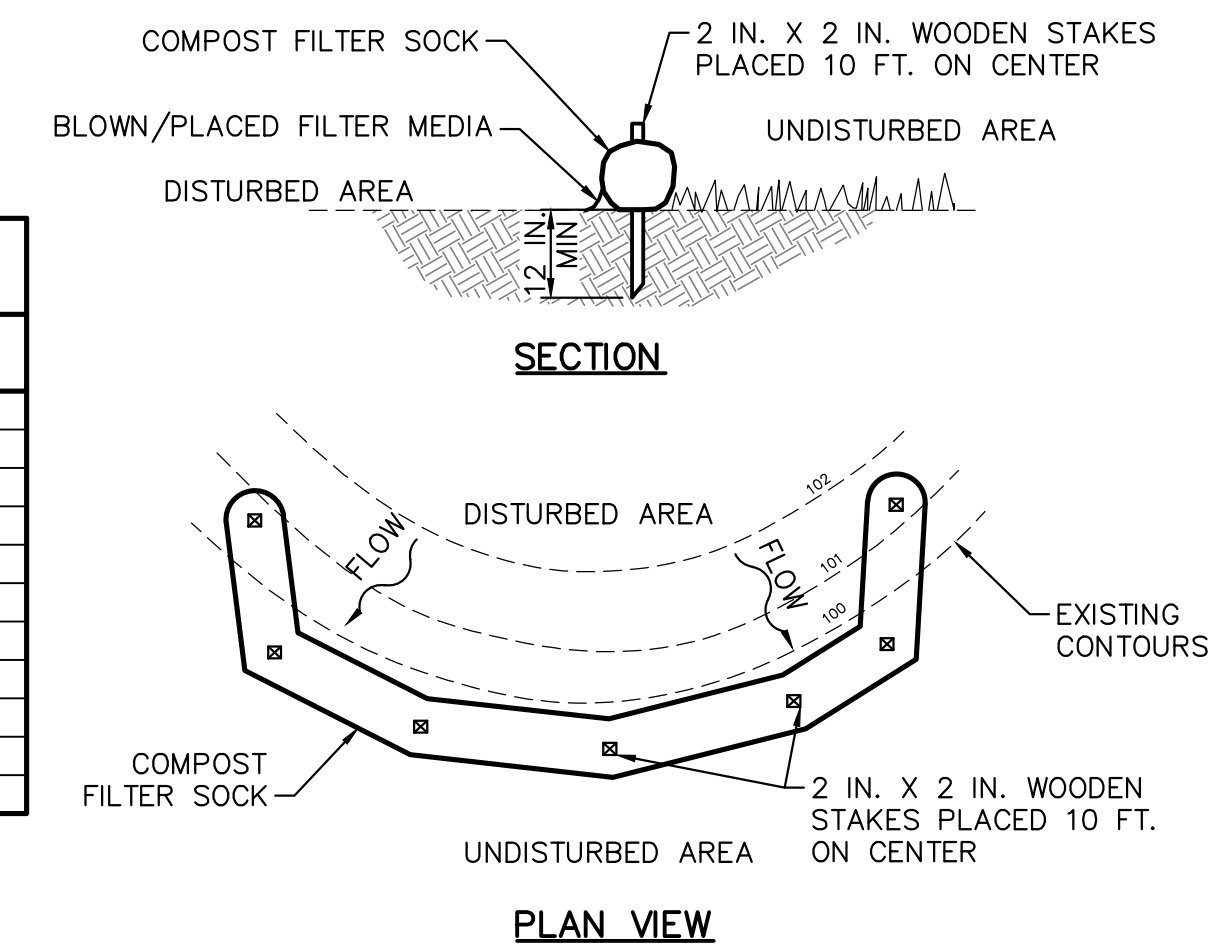 COMPOST FILTER SOCK
2 IN. X 2 IN. WOODEN STAKES
PLACED 10 FT. ON CENTER
BLOWN/PLACED FILTER MEDIA
UNDISTURBED AREA
DISTURBED AREA
12 IN.
MIN
SECTION
102
DISTURBED AREA
FLOW
FLOW
101
100
EXISTING
CONTOURS
COMPOST
FILTER SOCK
2 IN. X 2 IN. WOODEN
STAKES PLACED 10 FT.
ON CENTER
UNDISTURBED AREA
PLAN VIEW